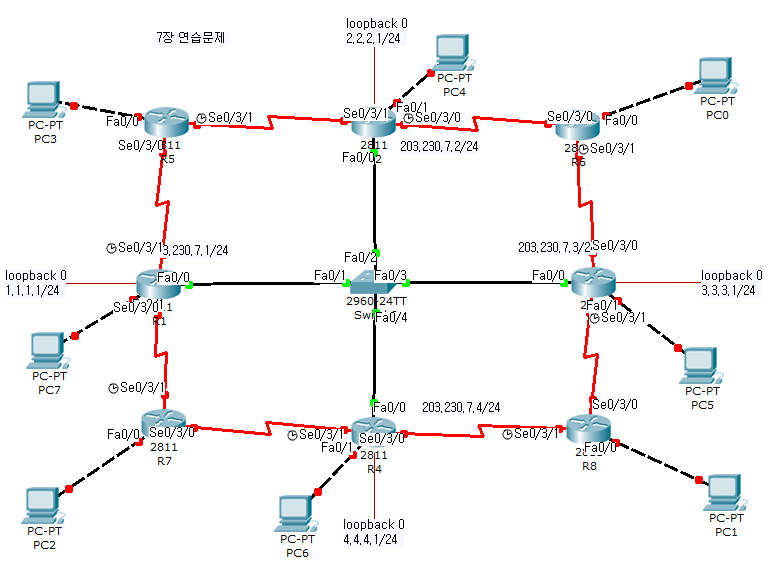 7장 연습문제
loopback 0
2,2,2,1/24
PC-PT
PC4
PC-PT
PC0
PC-PT
PC3
Fa0/0
Se0/3/1
Se0/3/1
Fa0/1
Se0/3/0
Se0/3/0
Fa0/0
Se0/3/0
2811
R5
2811
Fa0/0
203,230,7,2/24
R6
Se0/3/1
Se0/3/1
3,230,7,1/24
203,230,7,3/2
Se0/3/0
Fa0/2
loopback 0
1,1,1,1/24
Fa0/0
Fa0/1
Fa0/3
Fa0/0
loopback 0
3,3,3,1/24
2960-24TT
Fa0/4
Se0/3/0
R1
Fa0/1
Se0/3/1
PC-PT
PC7
PC-PT
PC5
Se0/3/1
Fa0/0
203,230,7,4/24
Se0/3/0
Fa0/0
Se0/3/0
Se0/3/1
Se0/3/0
Se0/3/1
Fa0/0
2811
R7
Fa0/1
2811
R4
R8
PC-PT
PC2
PC-PT
PC6
loopback 0
4,4,4,1/24
PC-PT
PC1